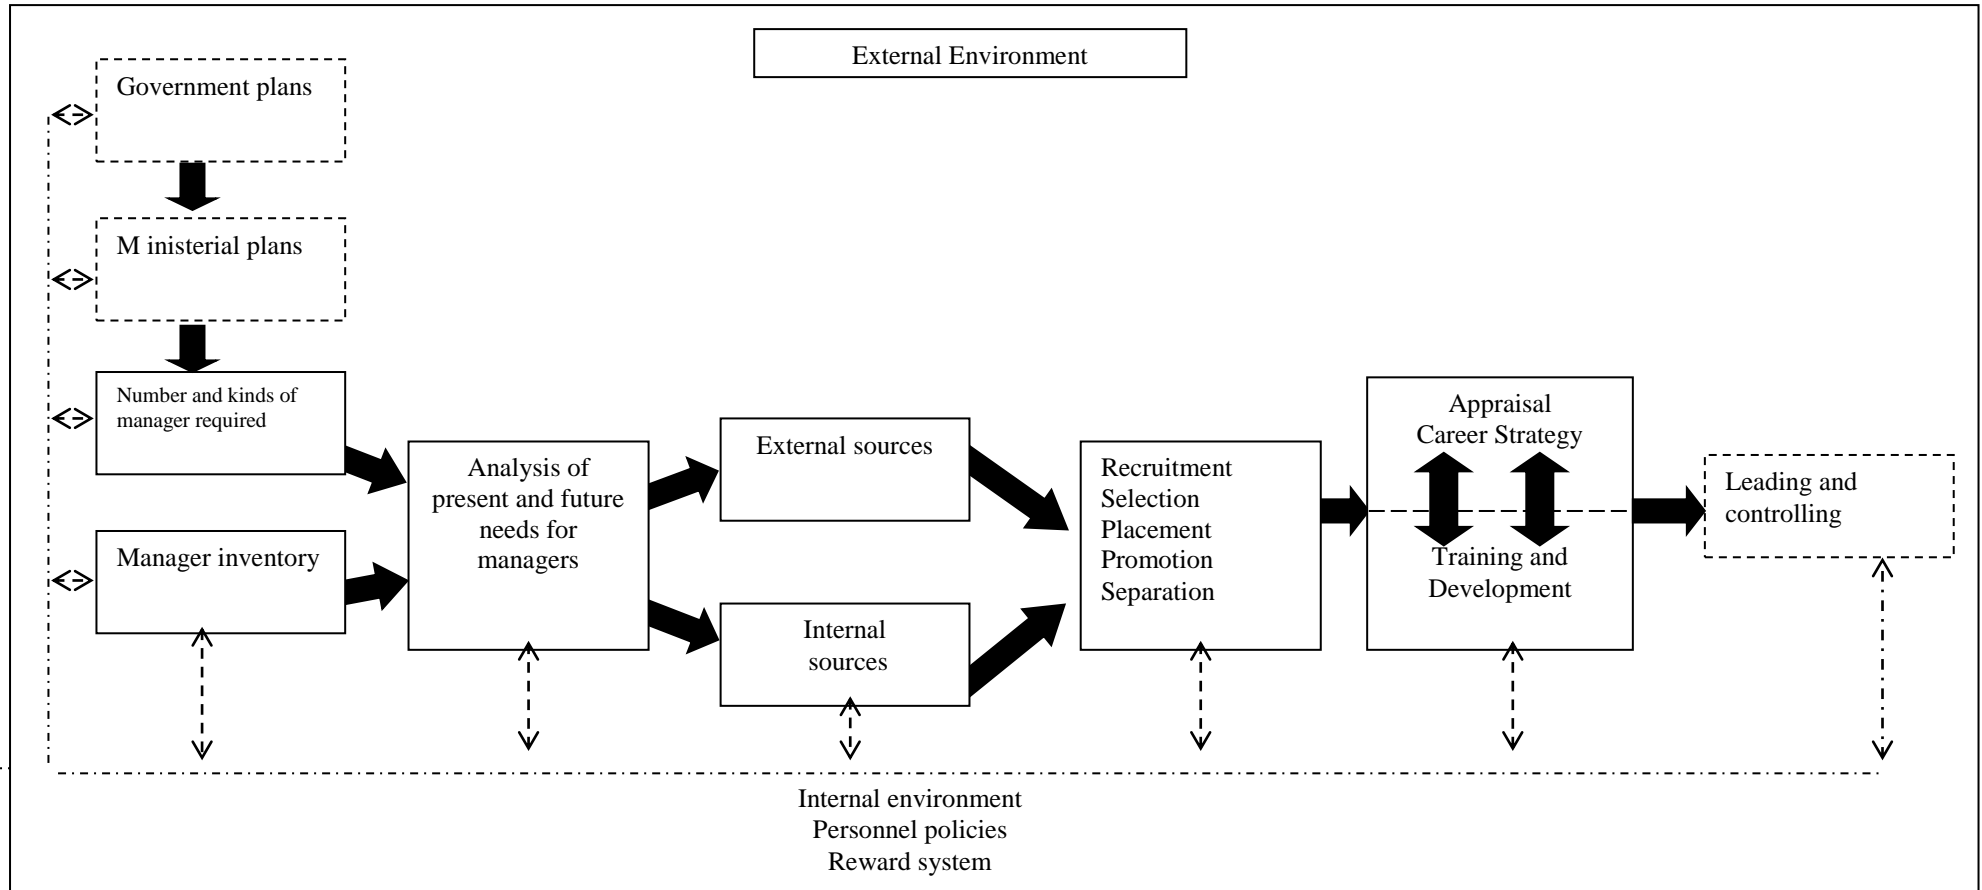 External Environment
Government plans
M inisterial plans
Number and kinds of
manager required
Manager inventory
Analysis of
present and future
needs for
managers
External sources
Internal
sources
Recruitment
Selection
Placement
Promotion
Separation
Appraisal
Career Strategy
Training and
Development
Leading and
controlling
Internal environment
Personnel policies
Reward system